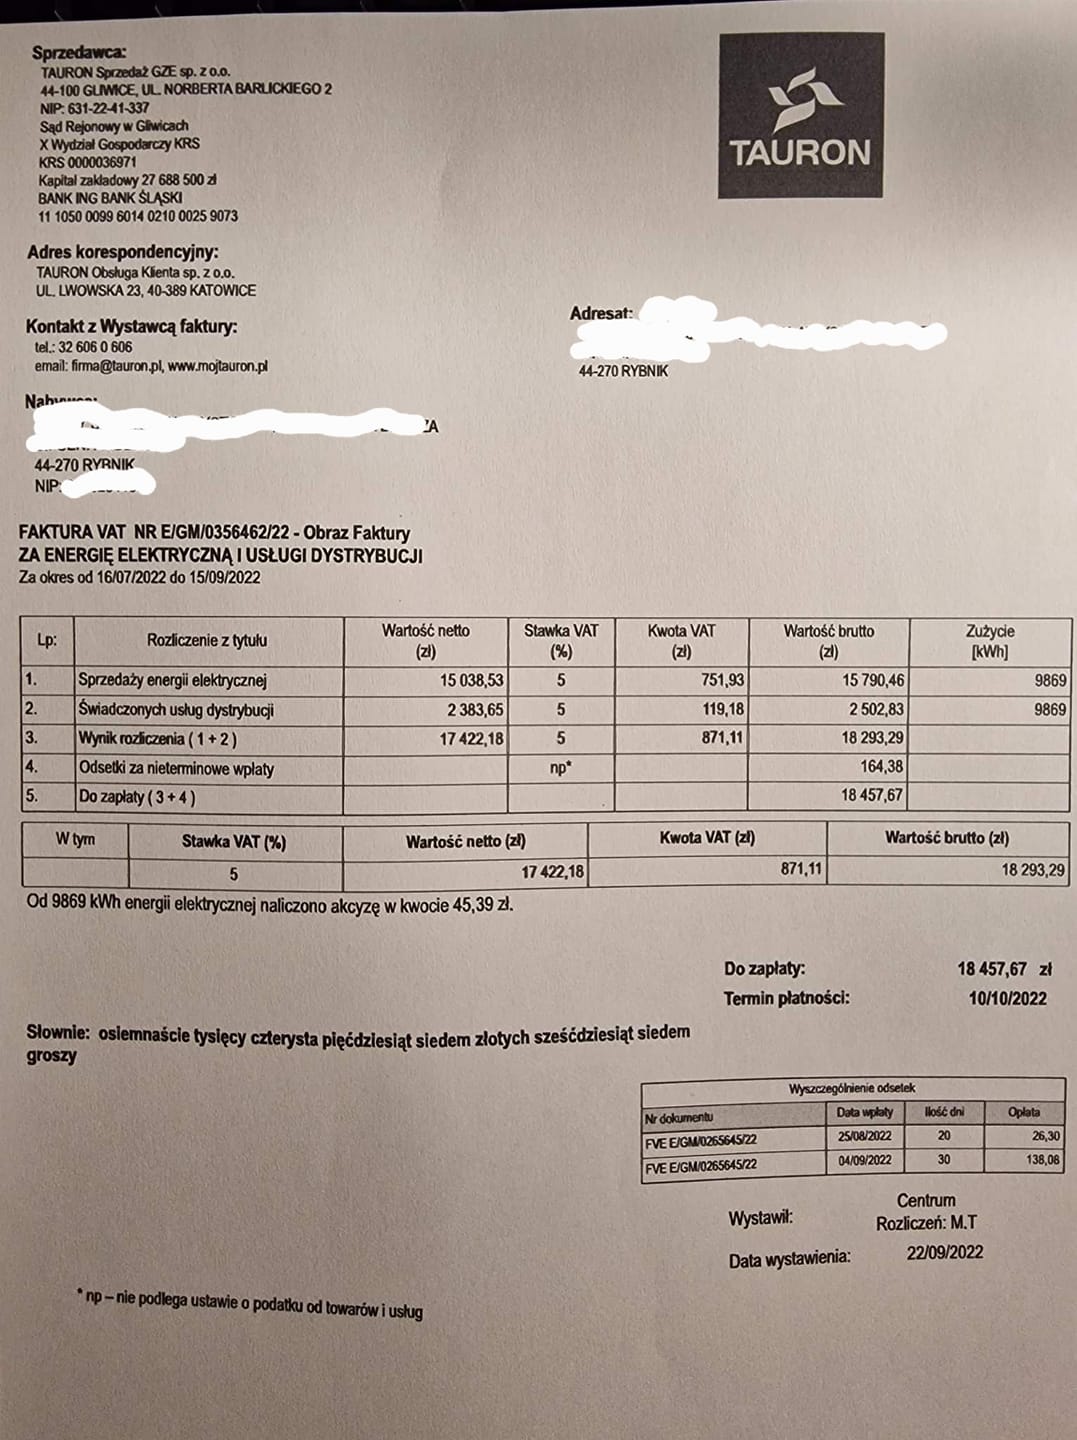 Sprzedawca:
TAURON Sprzedaż GZE sp. z o.o.
44-100 GLIWICE, UL. NORBERTA BARLICKIEGO 2
NIP: 631-22-41-337
Sąd Rejonowy w Gliwicach
X Wydział Gospodarczy KRS
KRS 0000036971
Kapitał zakładowy 27 688 500 zł
BANK ING BANK ŚLĄSKI
11 1050 0099 6014 0210 0025 9073
TAURON
Adres korespondencyjny:
TAURON Obsługa Klienta sp. z o.o.
UL. LWOWSKA 23, 40-389 KATOWICE
Kontakt z Wystawcą faktury:
tel.: 32 606 0 606
email: firma@tauron.pl, www.mojtauron.pl
Adresat:
44-270 RYBNIK
ZA
44-270 RYBNIK
NIP:
FAKTURA VAT NR E/GM/0356462/22 - Obraz Faktury
ZA ENERGIĘ ELEKTRYCZNĄ I USŁUGI DYSTRYBUCJI
Za okres od 16/07/2022 do 15/09/2022
Lp: Rozliczenie z tytułu Wartość netto (zł) Stawka VAT (%) Kwota VAT (zł) Wartość brutto (zł) Zużycie [kWh]
1. Sprzedaży energii elektrycznej 15 038,53 5 751,93 15 790,46 9869
2. Świadczonych usług dystrybucji 2 383,65 5 119,18 2 502,83 9869
3. Wynik rozliczenia ( 1 + 2 ) 17 422,18 5 871,11 18 293,29
4. Odsetki za nieterminowe wpłaty np* 164,38
5. Do zapłaty ( 3 + 4 ) 18 457,67
W tym Stawka VAT (%) Wartość netto (zł) Kwota VAT (zł) Wartość brutto (zł)
5 17 422,18 871,11 18 293,29
Od 9869 kWh energii elektrycznej naliczono akcyzę w kwocie 45,39 zł.
Do zapłaty: 18 457,67 zł
Termin płatności: 10/10/2022
Słownie: osiemnaście tysięcy czterysta pięćdziesiąt siedem złotych sześćdziesiąt siedem
groszy
Wyszczególnienie odsetek
Nr dokumentu Data wpłaty Ilość dni Opłata
FVE E/GM/0265645/22 25/08/2022 20 26,30
FVE E/GM/0265645/22 04/09/2022 30 138,08
Wystawił: Centrum
Rozliczeń: M.T
Data wystawienia: 22/09/2022
* np – nie podlega ustawie o podatku od towarów i usług